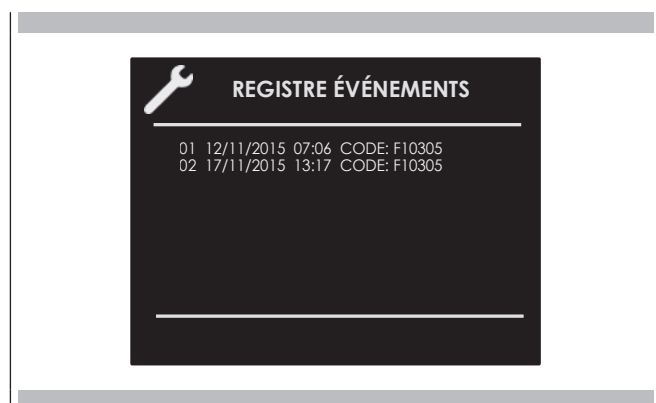 REGISTRE ÉVÉNEMENTS
01 12/11/2015 07:06 CODE: F10305
02 17/11/2015 13:17 CODE: F10305